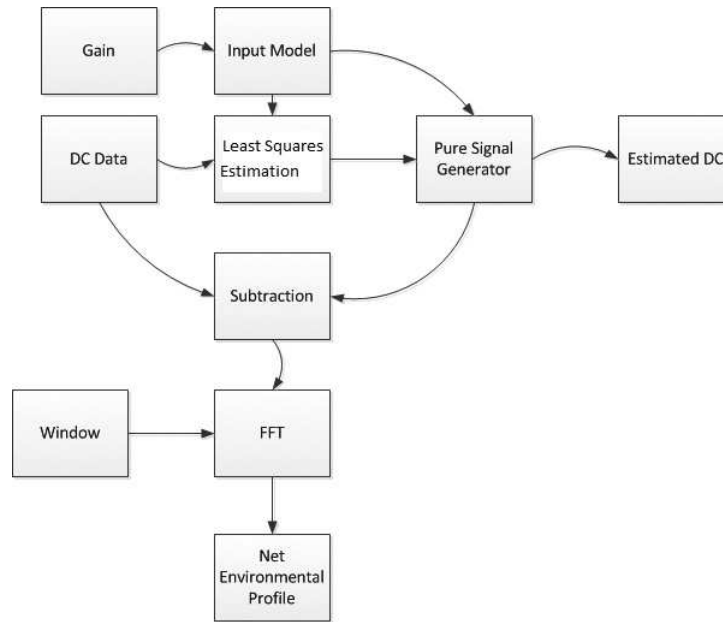 Gain
Input Model
DC Data
Least Squares
Estimation
Pure Signal
Generator
Estimated DC
Subtraction
Window
FFT
Net
Environmental
Profile